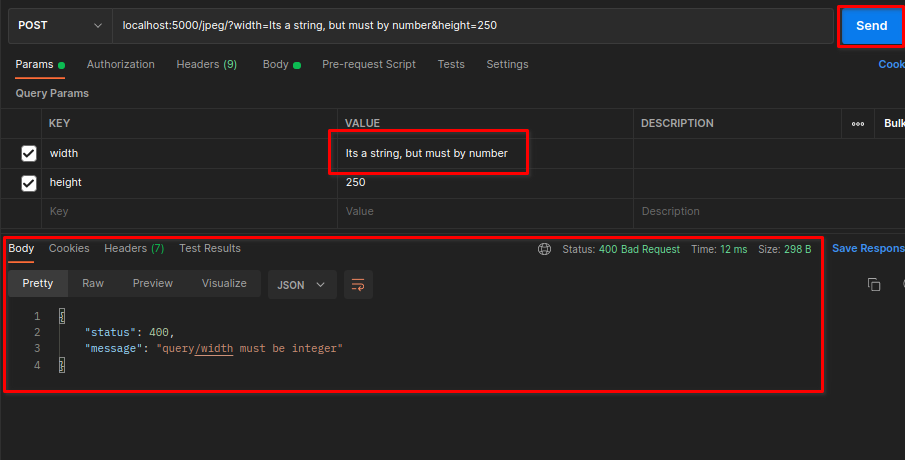 POST localhost:5000/jpeg/?width=Its a string, but must by number&height=250 Send
Params Authorization Headers (9) Body Pre-request Script Tests Settings Cook
Query Params
KEY VALUE DESCRIPTION ooo Bulk
width Its a string, but must by number
height 250
Key Value Description
Body Cookies Headers (7) Test Results Status: 400 Bad Request Time: 12 ms Size: 298 B Save Respons
Pretty Raw Preview Visualize JSON
1 {
2 "status": 400,
3 "message": "query/width must be integer"
4 }